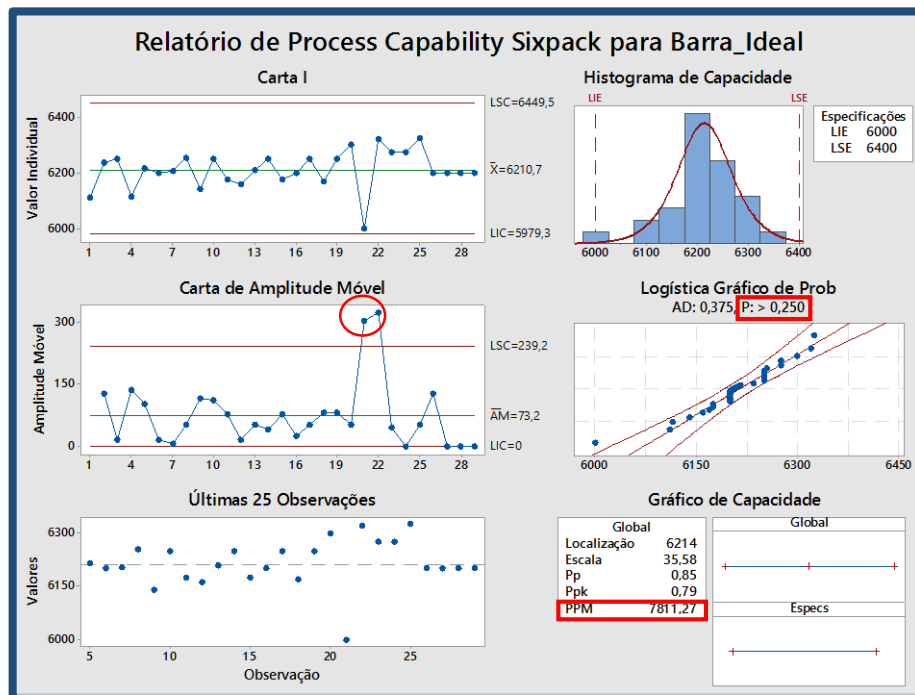 Relatório de Process Capability Sixpack para Barra_Ideal
Carta I
Valor Individual
6400
6200
6000
1 4 7 10 13 16 19 22 25 28
LSC=6449,5
X̄=6210,7
LIC=5979,3
Histograma de Capacidade
LIE LSE
6000 6100 6200 6300 6400
Especificações
LIE 6000
LSE 6400
Carta de Amplitude Móvel
Amplitude Móvel
300
150
0
1 4 7 10 13 16 19 22 25 28
LSC=239,2
A̅M̅=73,2
LIC=0
Logística Gráfico de Prob
AD: 0,375, P: > 0,250
6000 6150 6300 6450
Últimas 25 Observações
Valores
6300
6150
6000
5 10 15 20 25
Observação
Gráfico de Capacidade
Global
Localização 6214
Escala 35,58
Pp 0,85
Ppk 0,79
PPM 7811,27
Global
Especs